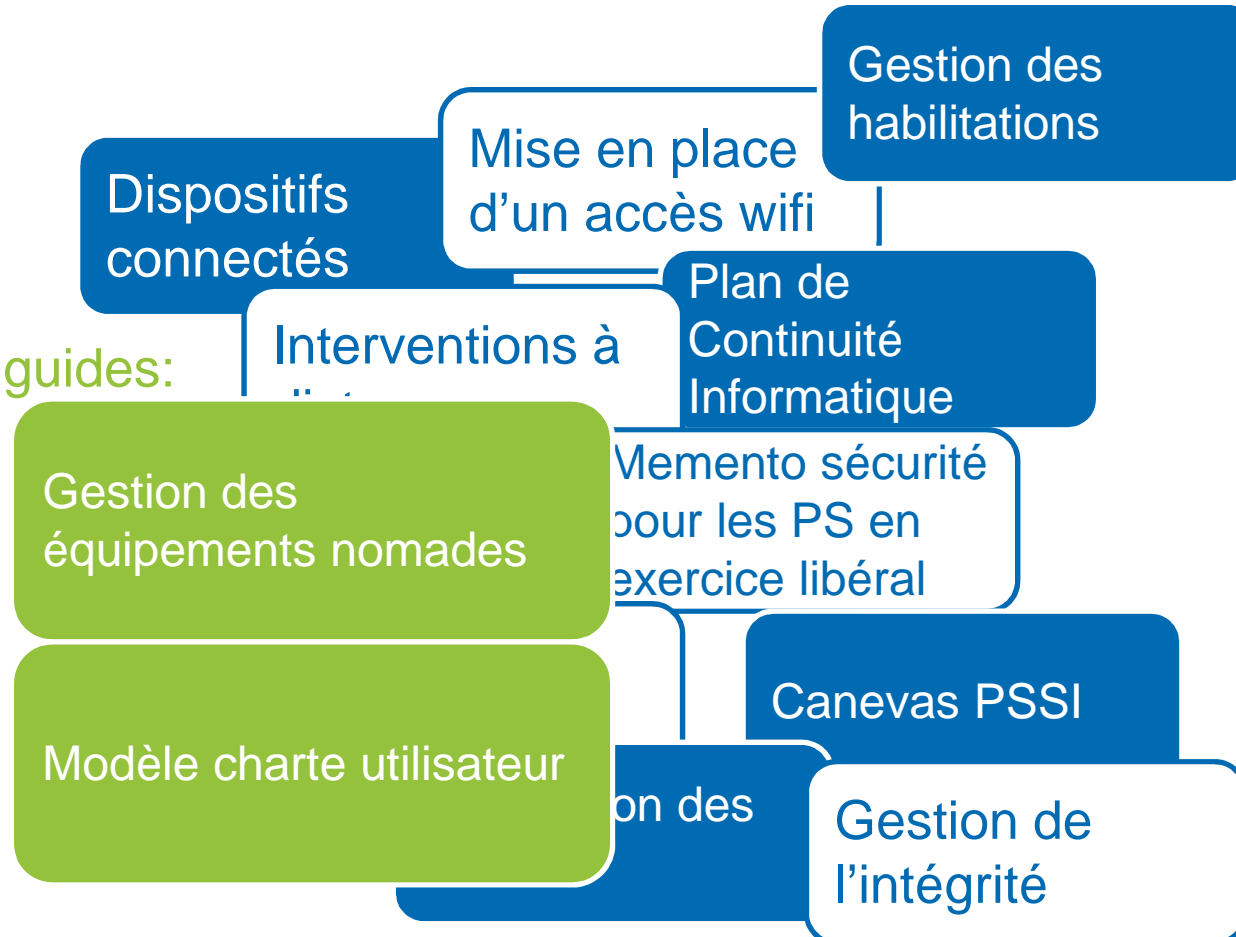 Gestion des
habilitations
Mise en place
d’un accès wifi
Dispositifs
connectés
Plan de
Continuité
Informatique
Interventions à
guides:
Memento sécurité
pour les PS en
exercice libéral
Gestion des
équipements nomades
Canevas PSSI
Modèle charte utilisateur
des
Gestion de
l’intégrité